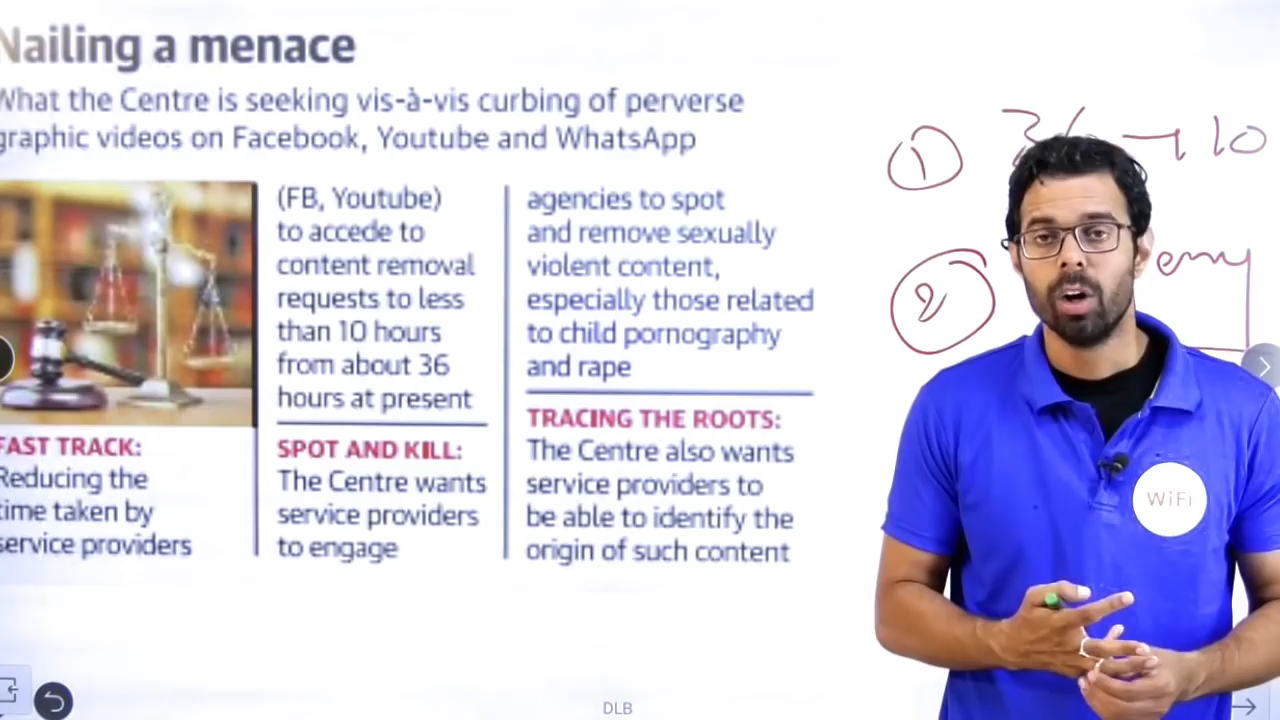 Nailing a menace
What the Centre is seeking vis-à-vis curbing of perverse
graphic videos on Facebook, Youtube and WhatsApp
FAST TRACK:
Reducing the
time taken by
service providers
(FB, Youtube)
to accede to
content removal
requests to less
than 10 hours
from about 36
hours at present
SPOT AND KILL:
The Centre wants
service providers
to engage
agencies to spot
and remove sexually
violent content,
especially those related
to child pornography
and rape
TRACING THE ROOTS:
The Centre also wants
service providers to
be able to identify the
origin of such content
1 36 → 10
2
WiFi
DLB